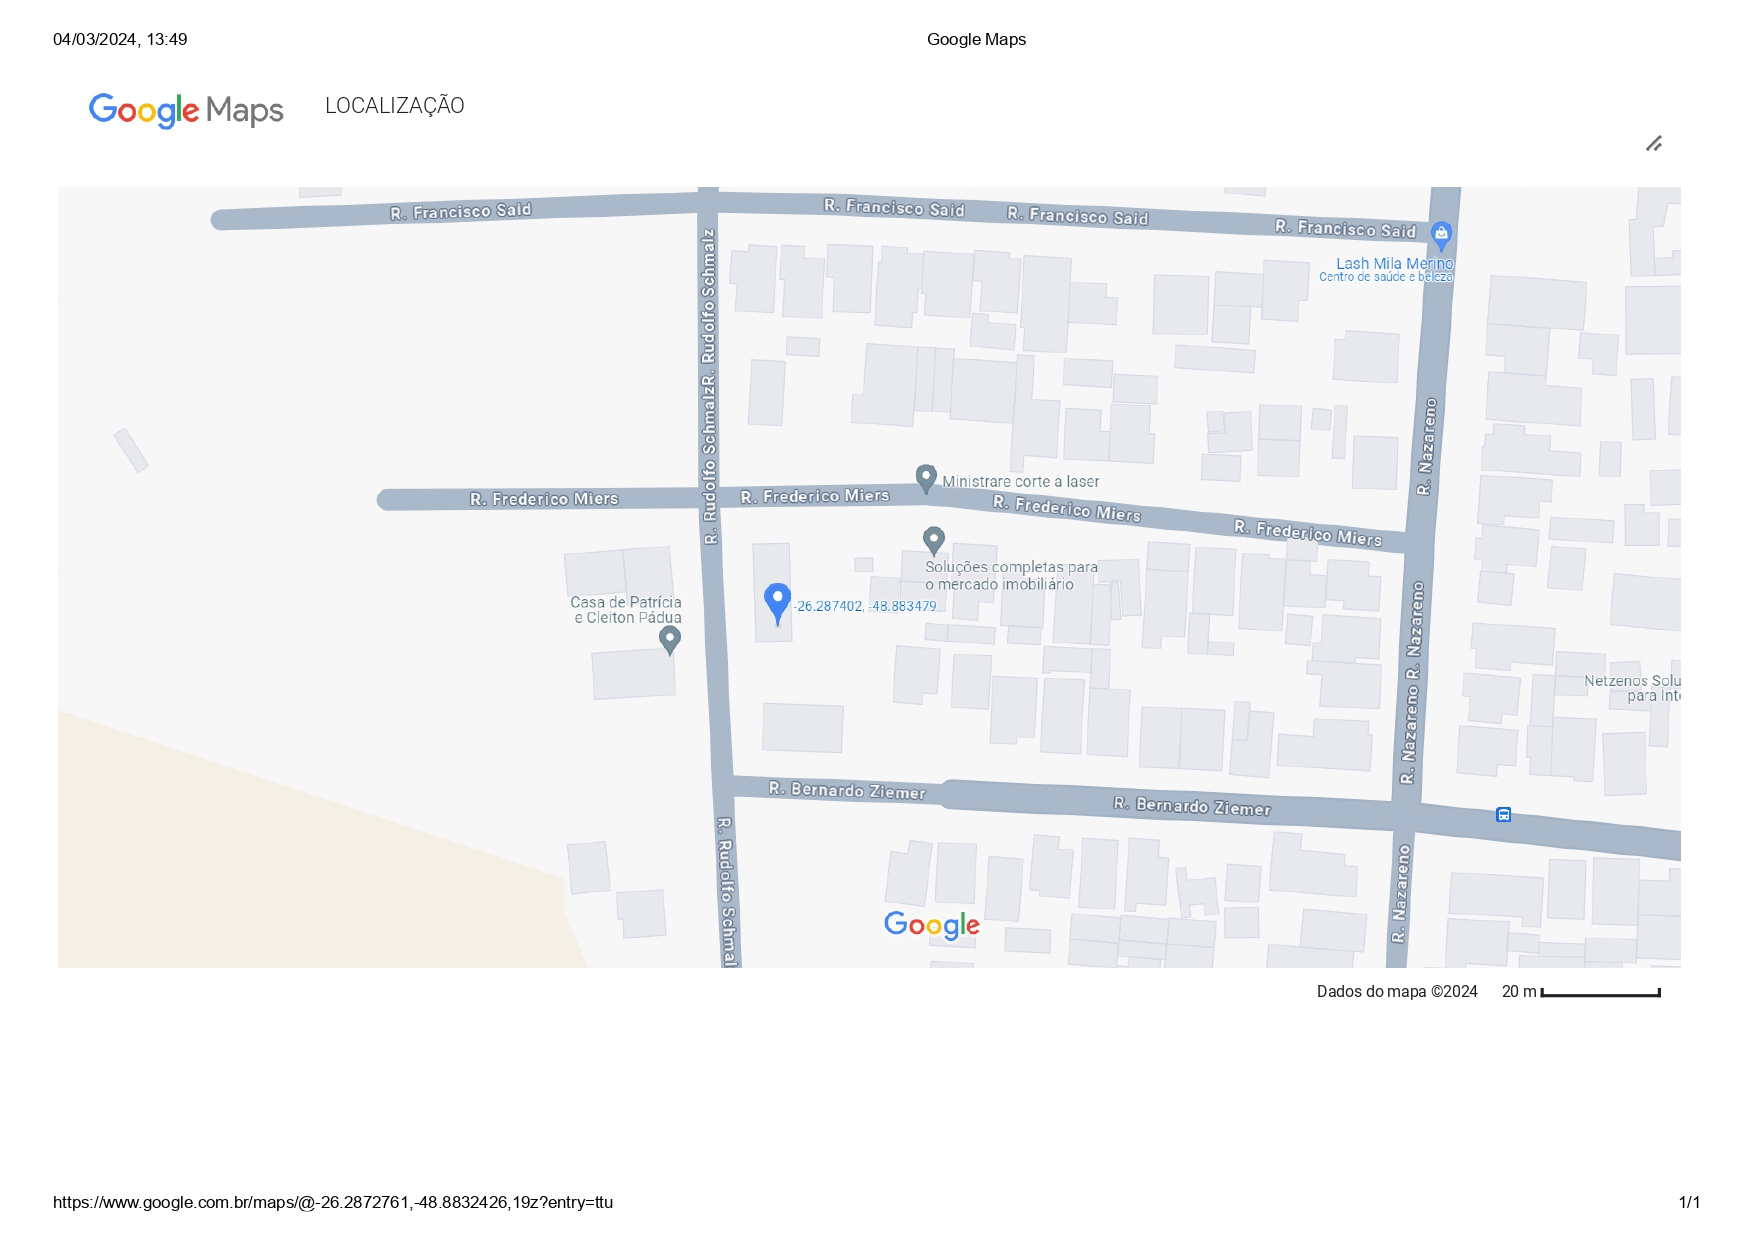 04/03/2024, 13:49
Google Maps
Google Maps
LOCALIZAÇÃO
R. Francisco Said
R. Francisco Said
R. Francisco Said
R. Francisco Said
Lash Mila Merino
Centro de saúde e beleza
R. Rudolfo Schmalz
R. Rudolfo Schmalz
R. Nazareno
Ministrare corte a laser
R. Frederico Miers
R. Frederico Miers
R. Frederico Miers
R. Frederico Miers
Soluções completas para
o mercado imobiliário
Casa de Patrícia
e Cleiton Pádua
-26.287402, -48.883479
R. Nazareno
R. Nazareno
Netzenos Solu
para Inte
R. Bernardo Ziemer
R. Bernardo Ziemer
R. Rudolfo Schmal
R. Nazareno
Google
Dados do mapa ©2024
20 m
https://www.google.com.br/maps/@-26.2872761,-48.8832426,19z?entry=ttu
1/1